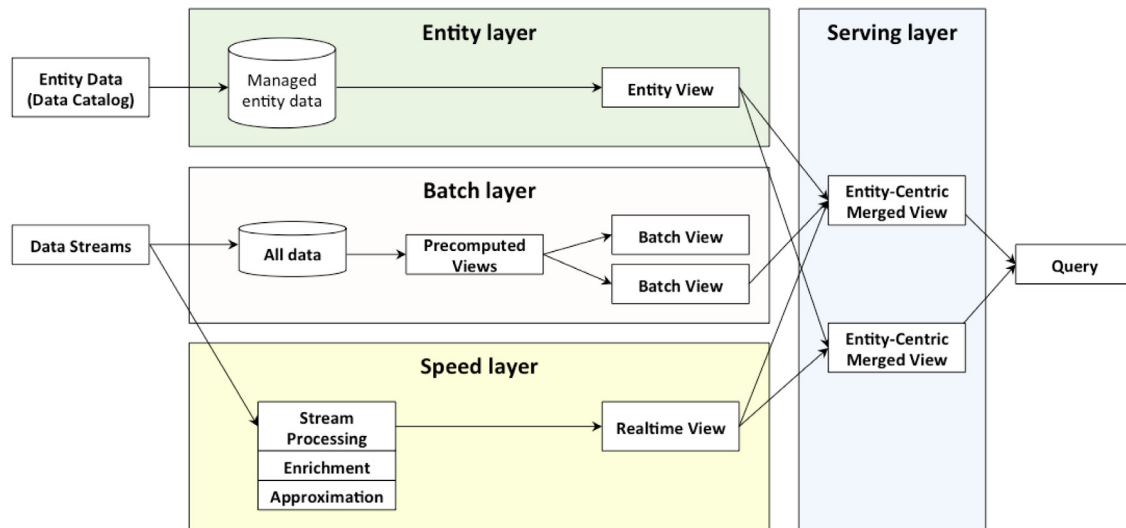 Entity layer
Serving layer
Entity Data
(Data Catalog)
Managed
entity data
Entity View
Batch layer
Entity-Centric
Merged View
Data Streams
All data
Precomputed
Views
Batch View
Batch View
Query
Entity-Centric
Merged View
Speed layer
Stream
Processing
Enrichment
Approximation
Realtime View